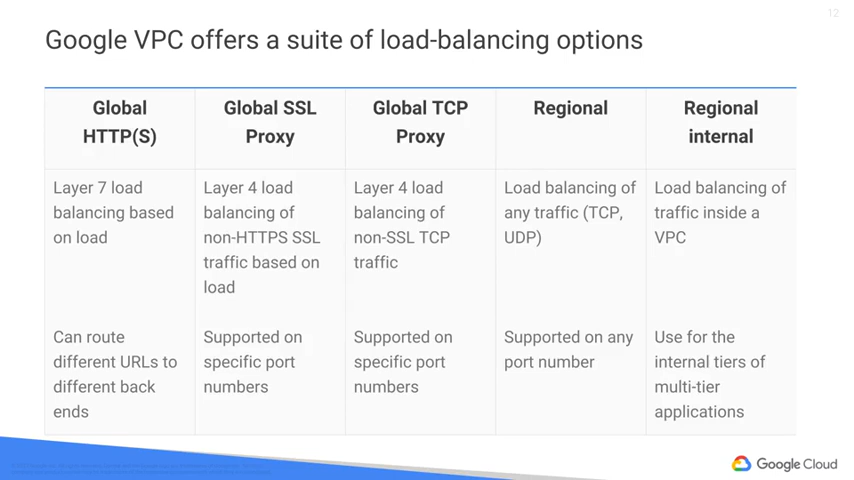 12
Google VPC offers a suite of load-balancing options
Global
HTTP(S)
Global SSL
Proxy
Global TCP
Proxy
Regional
Regional
internal
Layer 7 load
balancing based
on load
Layer 4 load
balancing of
non-HTTPS SSL
traffic based on
load
Layer 4 load
balancing of
non-SSL TCP
traffic
Load balancing of
any traffic (TCP,
UDP)
Load balancing of
traffic inside a
VPC
Can route
different URLs to
different back
ends
Supported on
specific port
numbers
Supported on
specific port
numbers
Supported on any
port number
Use for the
internal tiers of
multi-tier
applications
Google Cloud